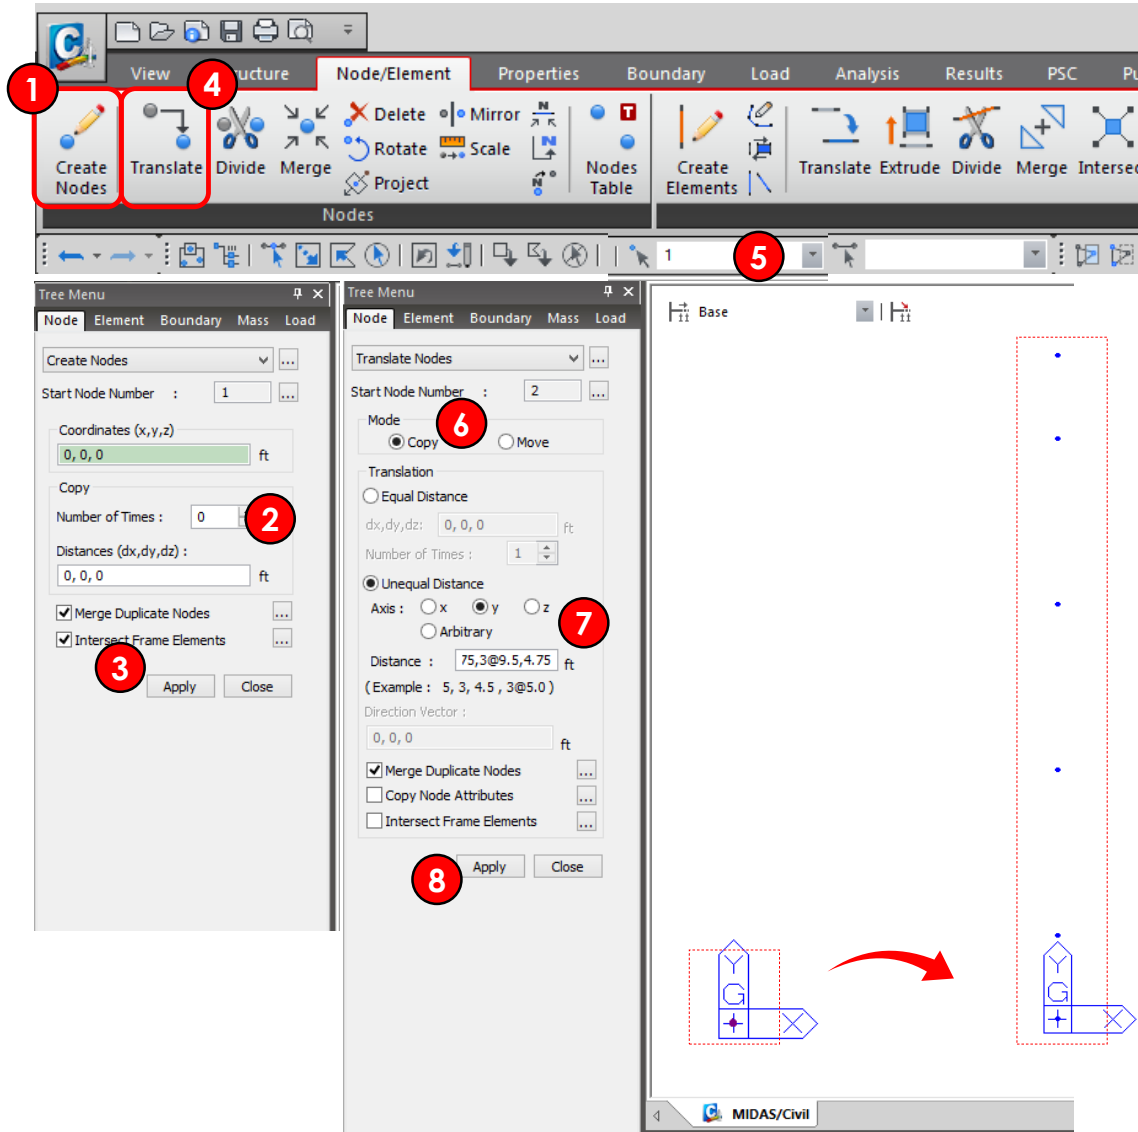 View Structure Node/Element Properties Boundary Load Analysis Results PSC
1
4
Create Nodes
Translate
Divide
Merge
Delete
Mirror
Rotate
Scale
Project
Nodes Table
Create Elements
Translate
Extrude
Divide
Merge
Nodes
1
5
Tree Menu
Node Element Boundary Mass Load
Create Nodes
Start Node Number : 1
Coordinates (x,y,z)
0, 0, 0 ft
Copy
Number of Times : 0
2
Distances (dx,dy,dz) :
0, 0, 0 ft
Merge Duplicate Nodes ...
Intersect Frame Elements ...
3
Apply Close
Tree Menu
Node Element Boundary Mass Load
Translate Nodes ...
Start Node Number : 2 ...
Mode
6
Copy Move
Translation
Equal Distance
dx,dy,dz: 0, 0, 0 ft
Number of Times : 1
Unequal Distance
Axis : x y z
7
Arbitrary
Distance : 75,3@9.5,4.75 ft
(Example : 5, 3, 4.5 , 3@5.0 )
Direction Vector :
0, 0, 0 ft
Merge Duplicate Nodes ...
Copy Node Attributes ...
Intersect Frame Elements ...
8
Apply Close
Base
Y
G
X
Y
G
X
MIDAS/Civil